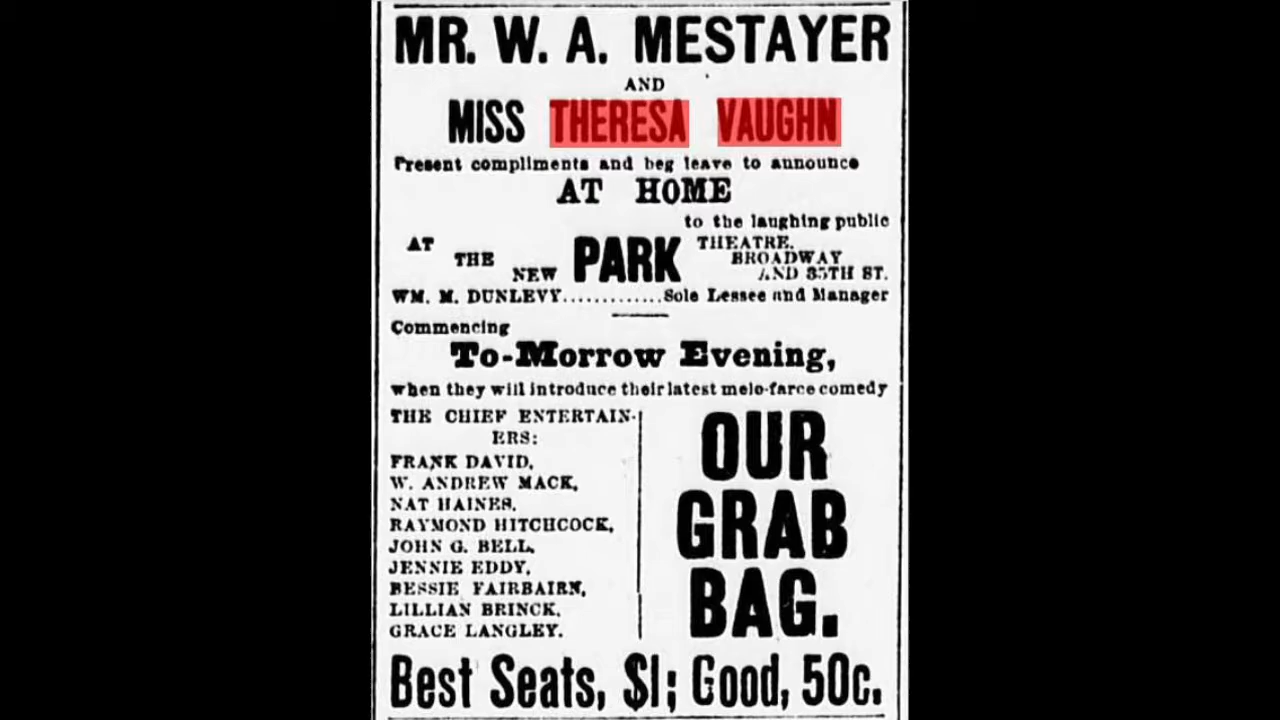 MR. W. A. MESTAYER
AND
MISS THERESA VAUGHN
Present compliments and beg leave to announce
AT HOME
to the laughing public
AT THE NEW PARK THEATRE,
BROADWAY
AND 35TH ST.
WM. M. DUNLEVY.............Sole Lessee and Manager
Commencing
To-Morrow Evening,
when they will introduce their latest melo-farce comedy
THE CHIEF ENTERTAIN-
ERS:
FRANK DAVID,
W. ANDREW MACK,
NAT HAINES,
RAYMOND HITCHCOCK,
JOHN G. BELL,
JENNIE EDDY,
BESSIE FAIRBAIRN,
LILLIAN BRINCK,
GRACE LANGLEY.
OUR
GRAB
BAG.
Best Seats, $1; Good, 50c.